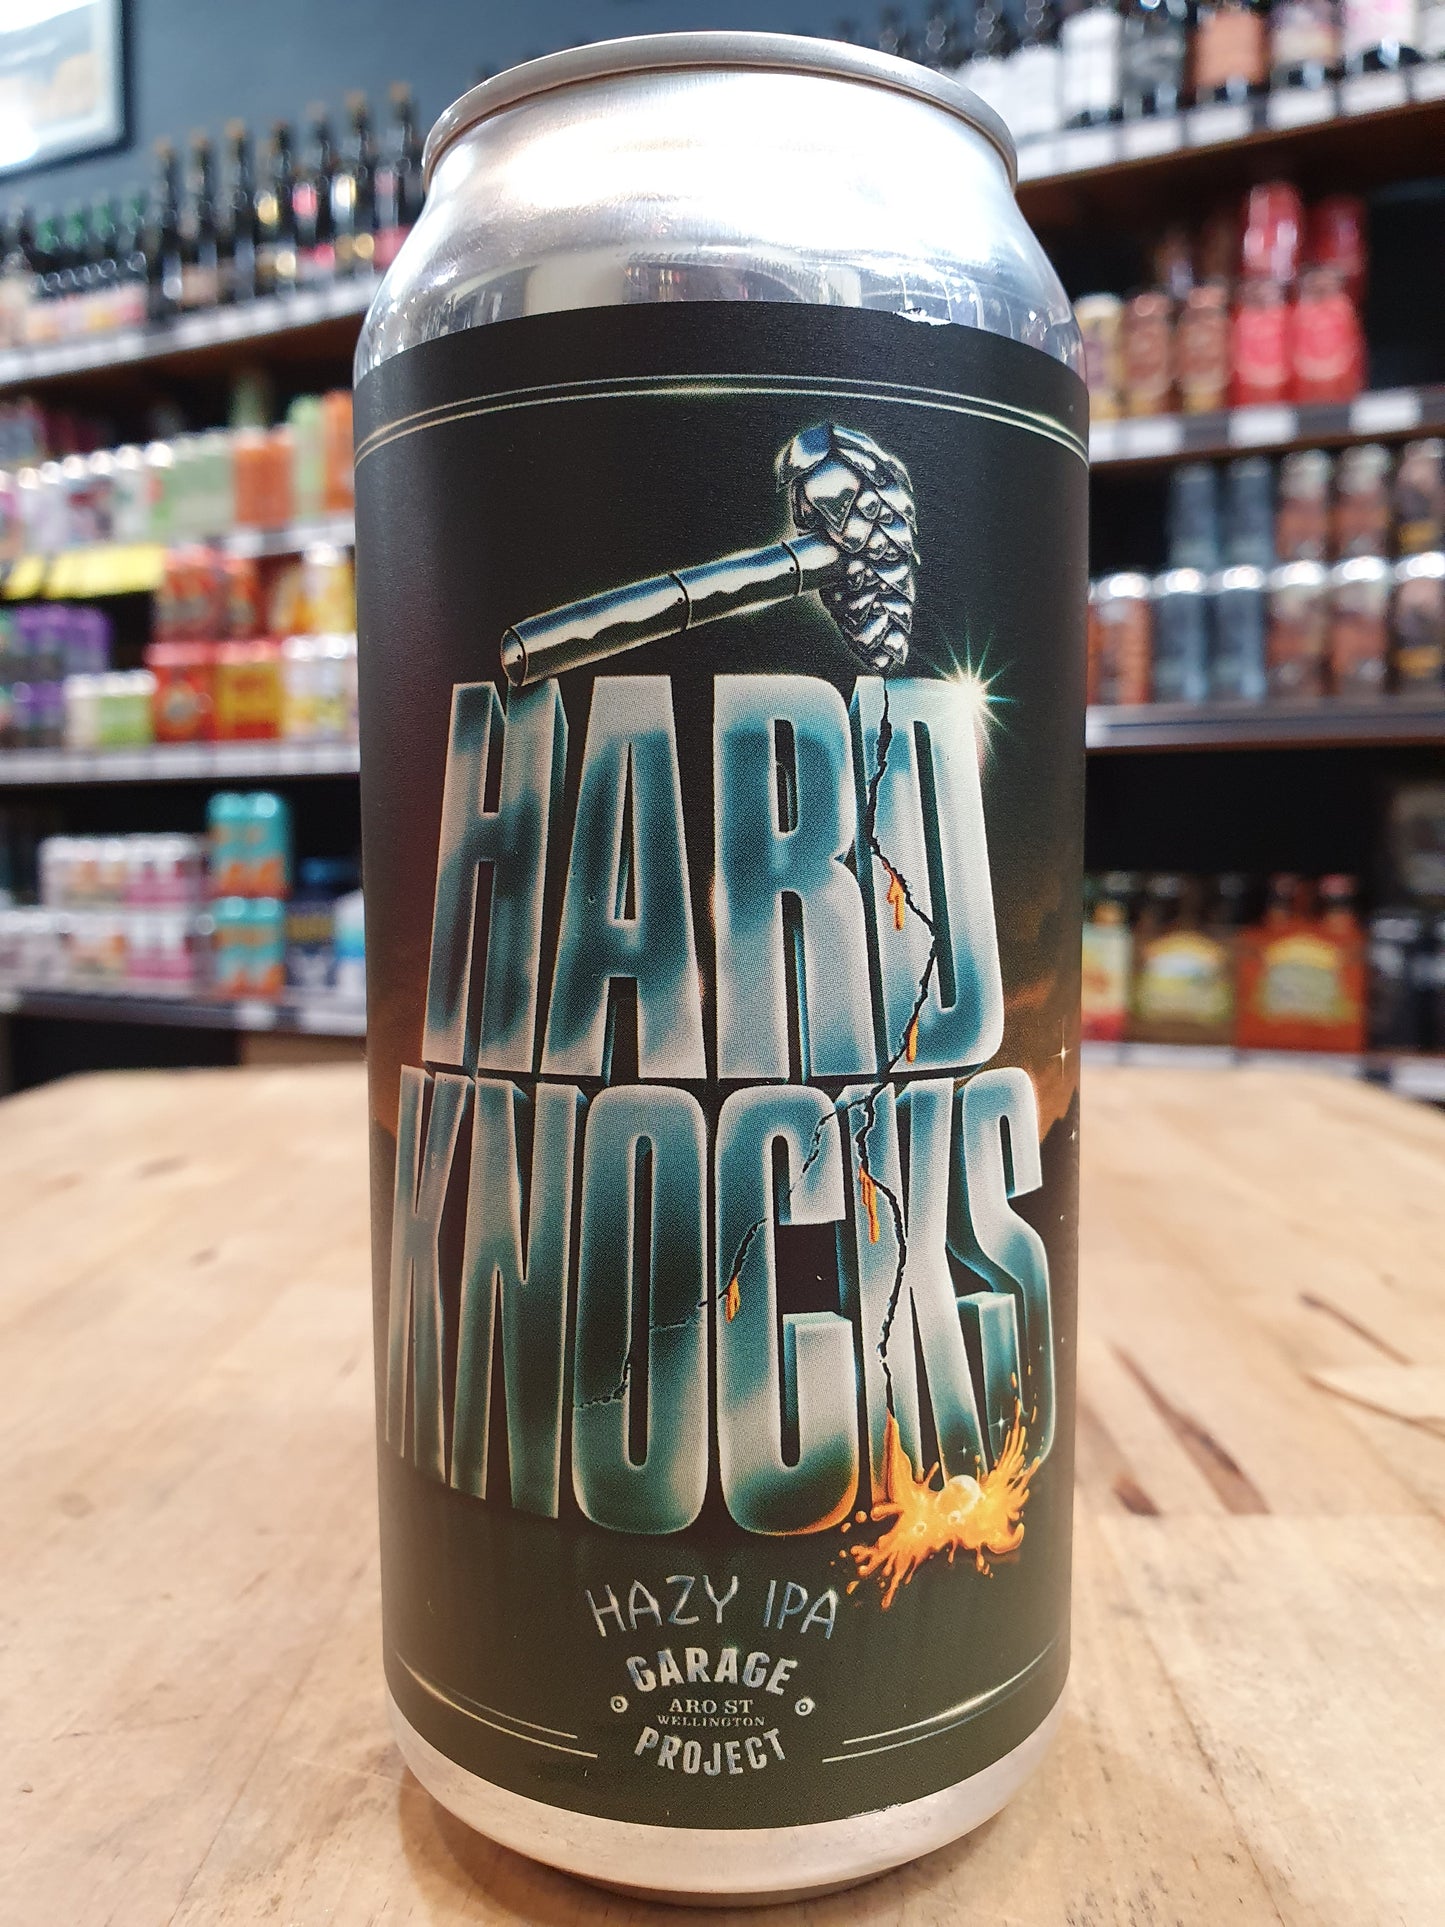 HARD
KNOCKS
HAZY IPA
GARAGE
ARO ST
WELLINGTON
PROJECT